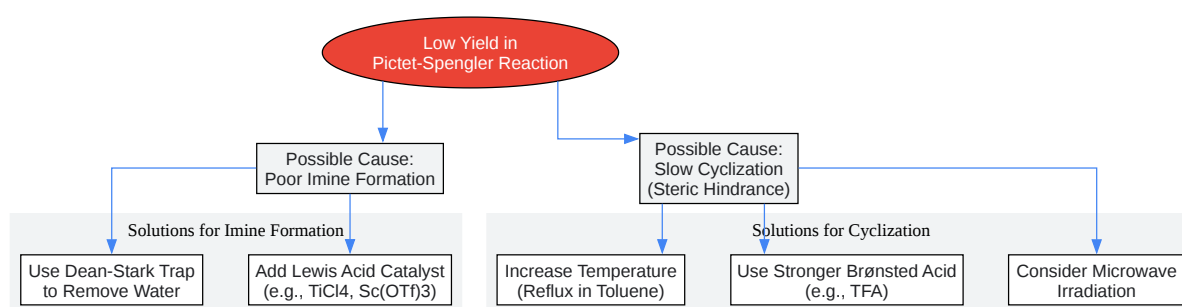 Low Yield in
Pictet-Spengler Reaction
Possible Cause:
Poor Imine Formation
Possible Cause:
Slow Cyclization
(Steric Hindrance)
Solutions for Imine Formation
Solutions for Cyclization
Use Dean-Stark Trap
to Remove Water
Add Lewis Acid Catalyst
(e.g., TiCl4, Sc(OTf)3)
Increase Temperature
(Reflux in Toluene)
Use Stronger Brønsted Acid
(e.g., TFA)
Consider Microwave
Irradiation